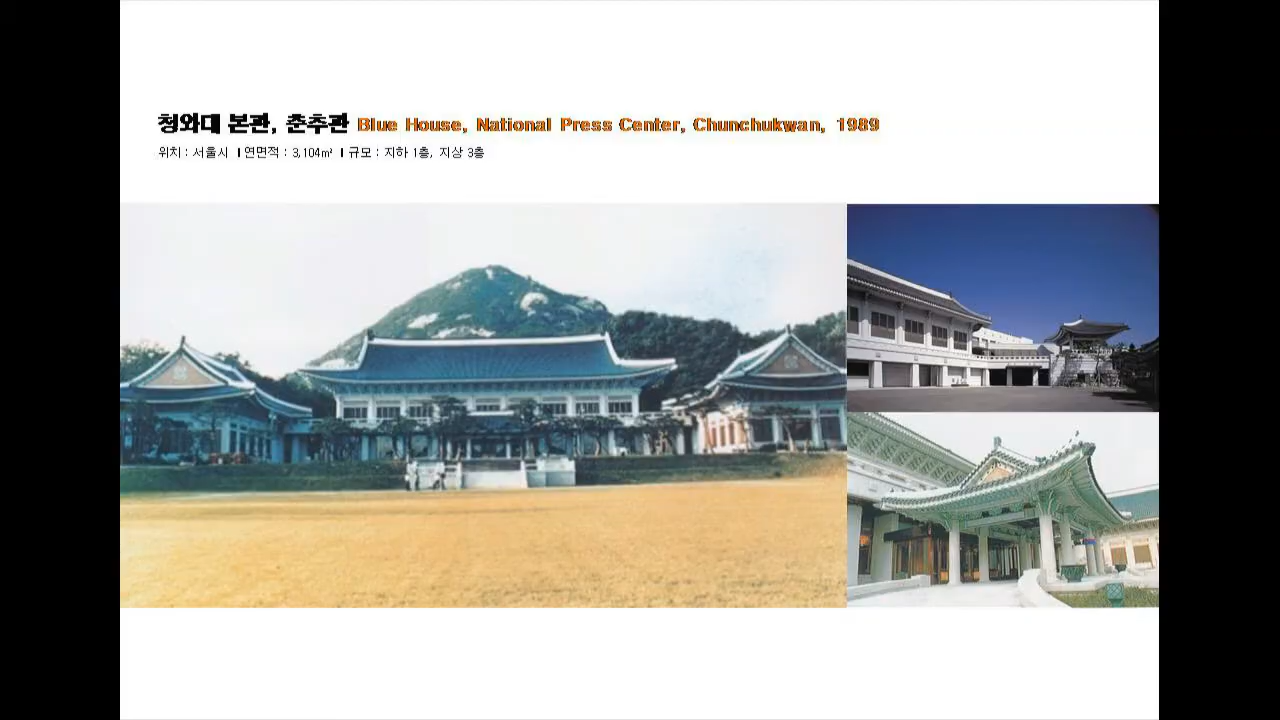 청와대 본관, 춘추관 Blue House, National Press Center, Chunchukwan, 1989
위치 : 서울시 I 연면적 : 3,104m² I 규모 : 지하 1층, 지상 3층